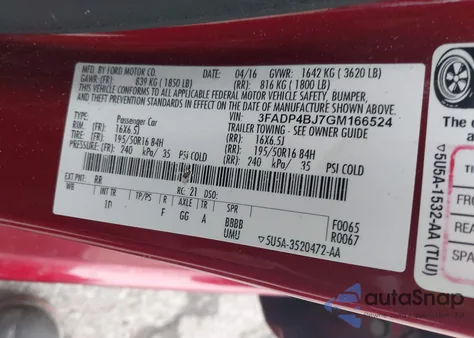 MFD. BY FORD MOTOR CO.
DATE: 04/16 GVWR: 1642 KG ( 3620 LB)
GAWR:(FR): 839 KG ( 1850 LB) (RR): 816 KG ( 1800 LB)
THIS VEHICLE CONFORMS TO ALL APPLICABLE FEDERAL MOTOR VEHICLE SAFETY, BUMPER,
AND THEFT PREVENTION STANDARDS IN EFFECT ON THE DATE OF MANUFACTURE SHOWN ABOVE.
VIN: 3FADP4BJ7GM166524
TYPE: Passenger Car TRAILER TOWING - SEE OWNER GUIDE
RIM: 16X6.5J 16X6.5J
TIRE: (FR) 195/50R16 84H (RR) 195/50R16 84H
PRESSURE: (FR) 240 kPa/ 35 PSI COLD (RR) 240 kPa/ 35 PSI COLD
EXT PNT: RR RC: 21 DSO:
WB INT TR TP/PS R AXLE TR SPR F0065
1D F GG A BBBB R0067
UMU 5U5A-3520472-AA
5U5A-1532-AA (TLU)
The c
T
FRO
REA
SPA
autoSnap